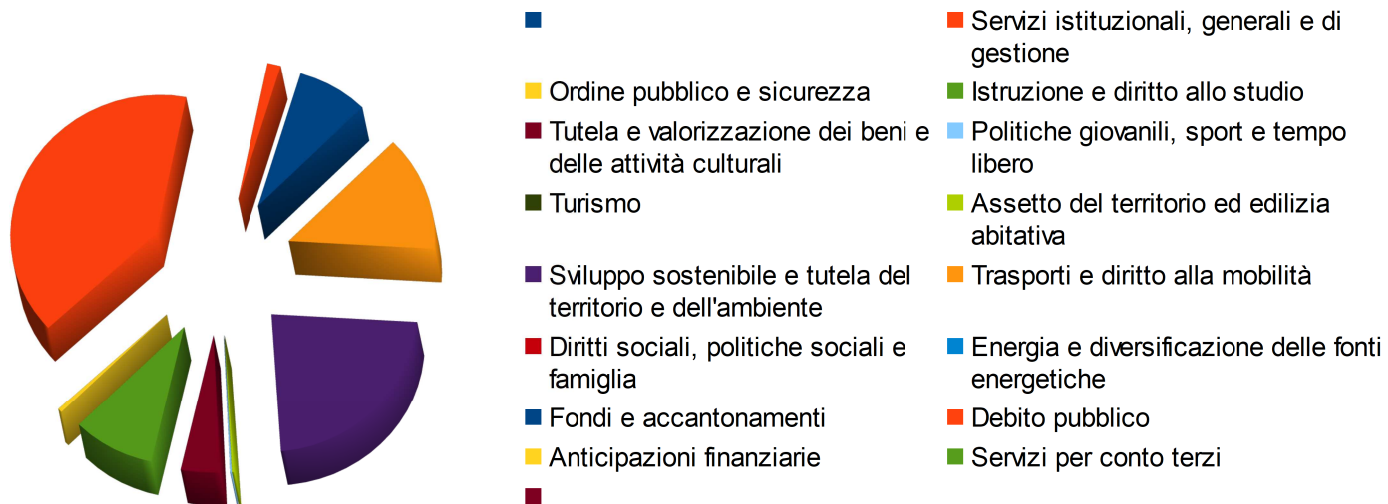 Servizi istituzionali, generali e di
gestione
Ordine pubblico e sicurezza
Istruzione e diritto allo studio
Tutela e valorizzazione dei beni e
delle attività culturali
Politiche giovanili, sport e tempo
libero
Turismo
Assetto del territorio ed edilizia
abitativa
Sviluppo sostenibile e tutela del
territorio e dell'ambiente
Trasporti e diritto alla mobilità
Diritti sociali, politiche sociali e
famiglia
Energia e diversificazione delle fonti
energetiche
Fondi e accantonamenti
Debito pubblico
Anticipazioni finanziarie
Servizi per conto terzi